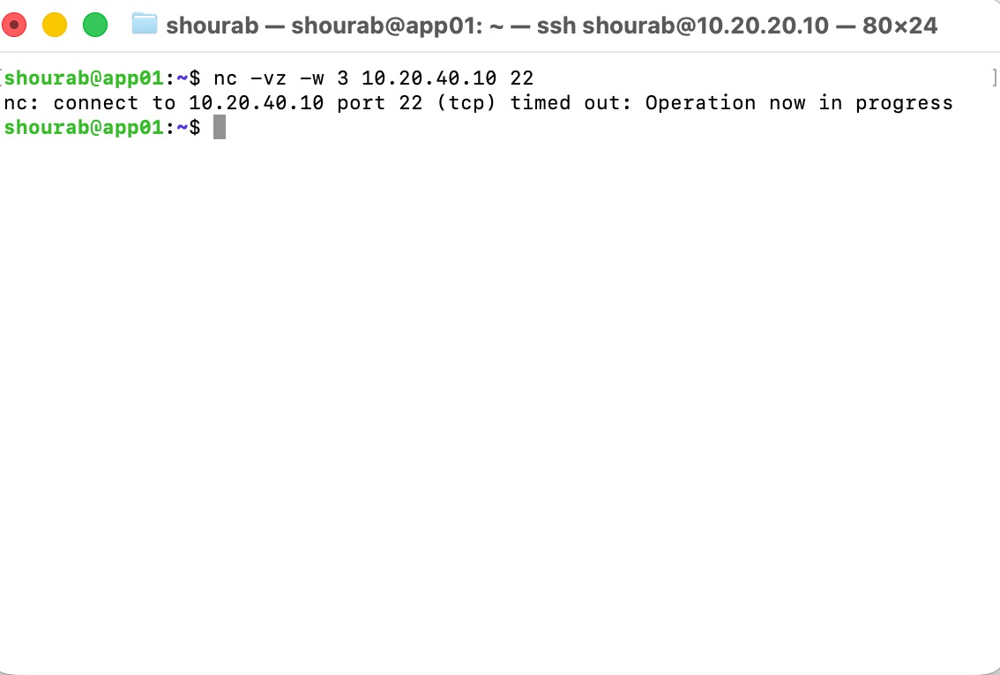 shourab — shourab@app01: ~ — ssh shourab@10.20.20.10 — 80×24
[shourab@app01:~$ nc -vz -w 3 10.20.40.10 22 ]
nc: connect to 10.20.40.10 port 22 (tcp) timed out: Operation now in progress
shourab@app01:~$